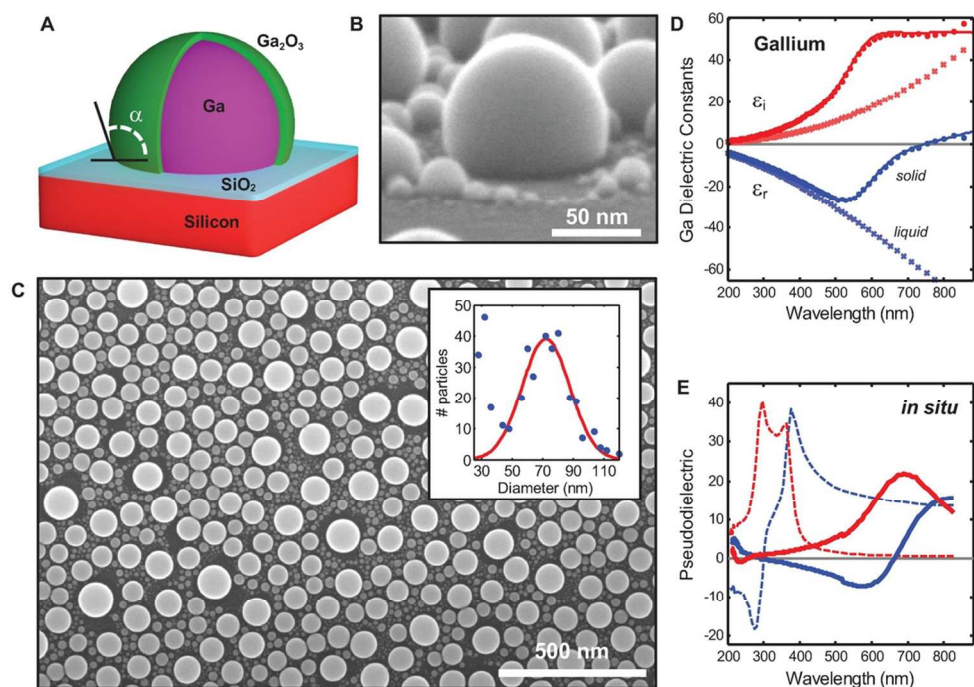 A
Ga₂O₃
Ga
α
SiO₂
Silicon
B
50 nm
C
500 nm
50
40
30
20
10
0
# particles
30 50 70 90 110
Diameter (nm)
D
Gallium
60
40
20
0
-20
-40
-60
Ga Dielectric Constants
εi
εr
solid
liquid
200 300 400 500 600 700 800
Wavelength (nm)
E
in situ
40
30
20
10
0
-10
-20
Pseudodielectric
200 300 400 500 600 700 800
Wavelength (nm)